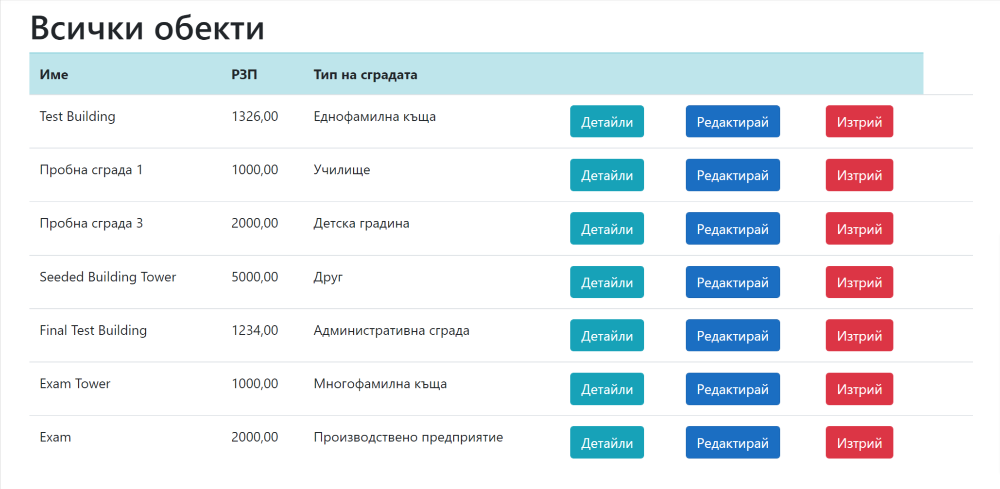 Всички обекти
Име РЗП Тип на сградата
Test Building 1326,00 Еднофамилна къща Детайли Редактирай Изтрий
Пробна сграда 1 1000,00 Училище Детайли Редактирай Изтрий
Пробна сграда 3 2000,00 Детска градина Детайли Редактирай Изтрий
Seeded Building Tower 5000,00 Друг Детайли Редактирай Изтрий
Final Test Building 1234,00 Административна сграда Детайли Редактирай Изтрий
Exam Tower 1000,00 Многофамилна къща Детайли Редактирай Изтрий
Exam 2000,00 Производствено предприятие Детайли Редактирай Изтрий